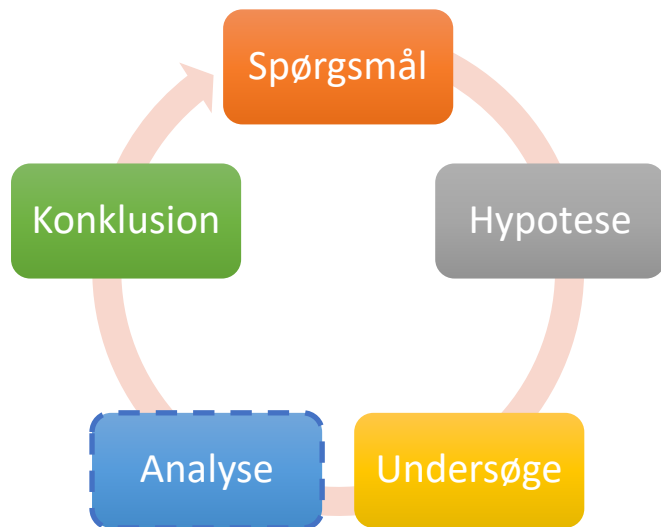 Spørgsmål
Hypotese
Undersøge
Analyse
Konklusion